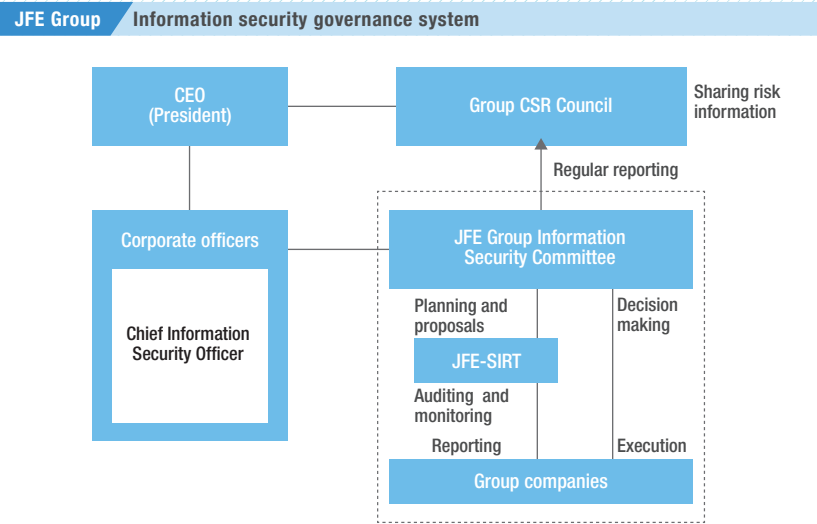 JFE Group
Information security governance system
CEO
(President)
Group CSR Council
Sharing risk
information
Regular reporting
Corporate officers
Chief Information
Security Officer
JFE Group Information
Security Committee
Planning and
proposals
Decision
making
JFE-SIRT
Auditing and
monitoring
Reporting
Execution
Group companies